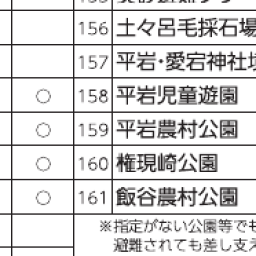 156 土々呂毛採石場
157 平岩・愛宕神社
○ 158 平岩児童遊園
○ 159 平岩農村公園
○ 160 権現崎公園
○ 161 飯谷農村公園
※指定がない公園等でも
避難されても差し支え